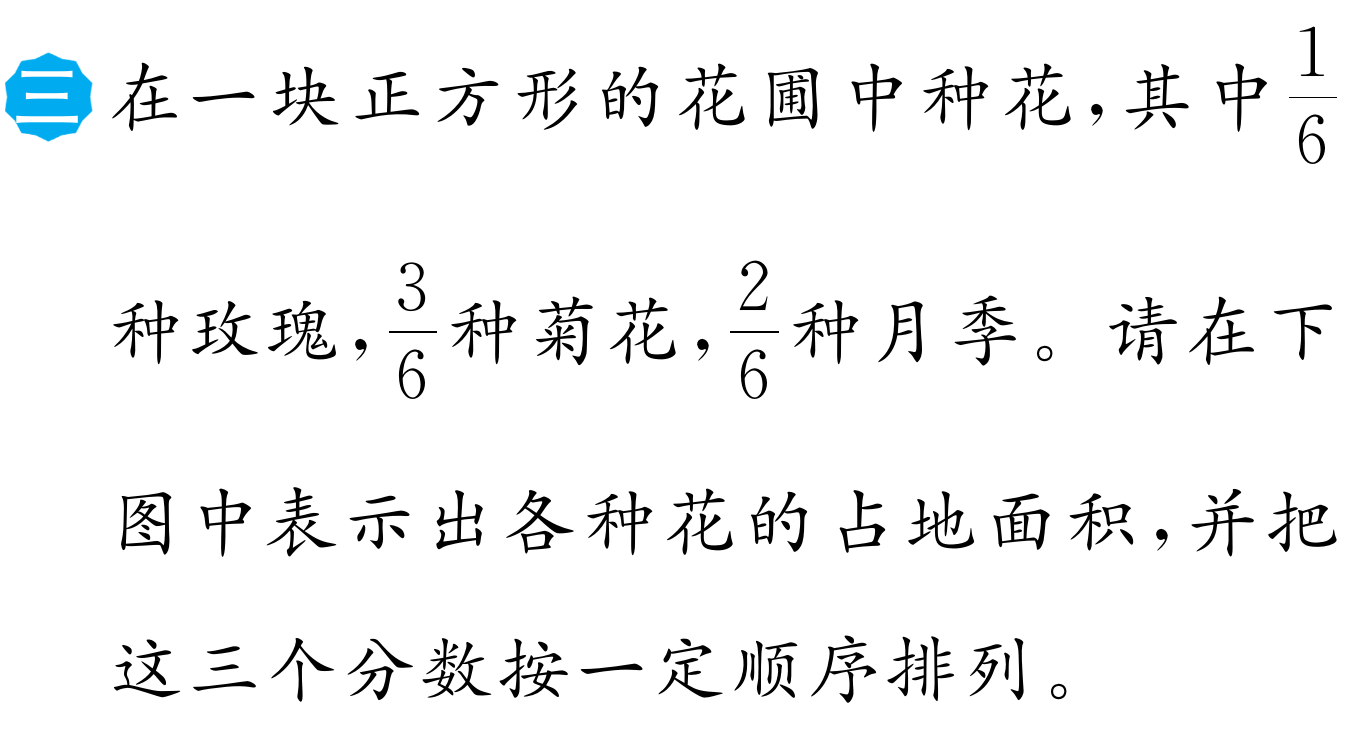 三 在一块正方形的花圃中种花,其中1/6
种玫瑰,3/6种菊花,2/6种月季。请在下
图中表示出各种花的占地面积,并把
这三个分数按一定顺序排列。